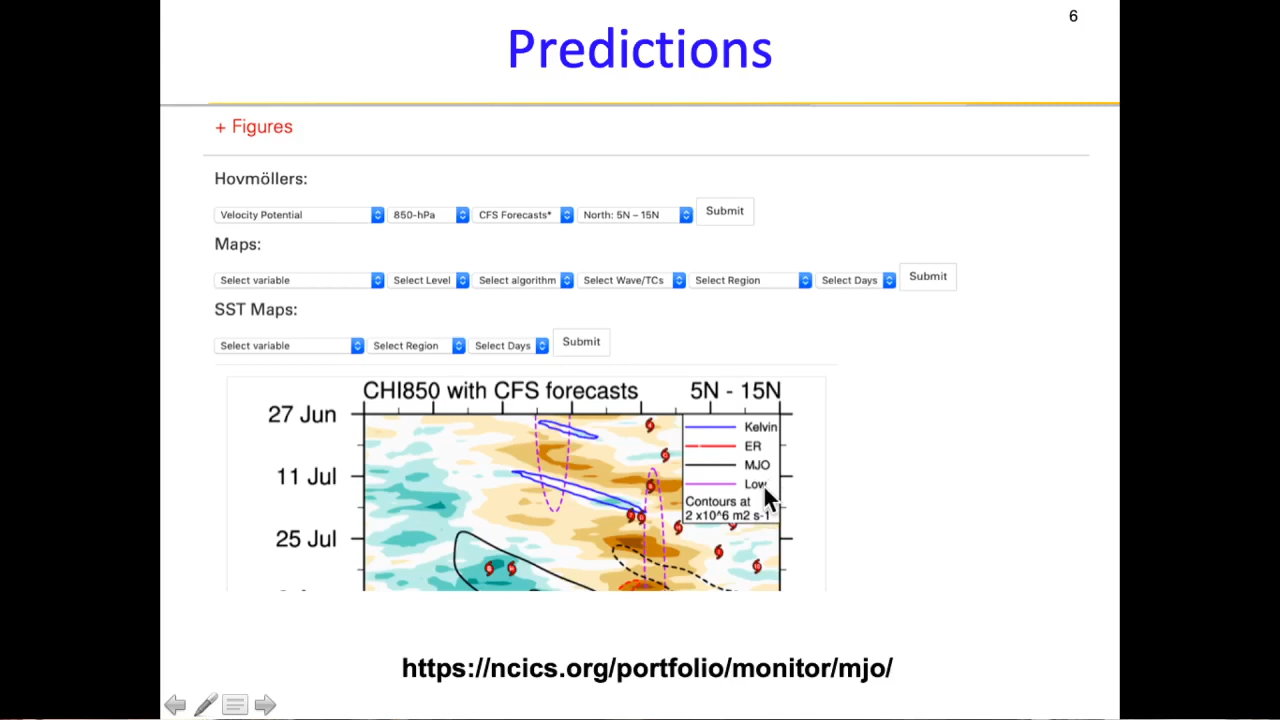 6
Predictions
+ Figures
Hovmöllers:
Velocity Potential 850-hPa CFS Forecasts* North: 5N – 15N Submit
Maps:
Select variable Select Level Select algorithm Select Wave/TCs Select Region Select Days Submit
SST Maps:
Select variable Select Region Select Days Submit
CHI850 with CFS forecasts 5N - 15N
27 Jun
Kelvin
ER
MJO
11 Jul
Low
Contours at
2 x10^6 m2 s-1
25 Jul
https://ncics.org/portfolio/monitor/mjo/